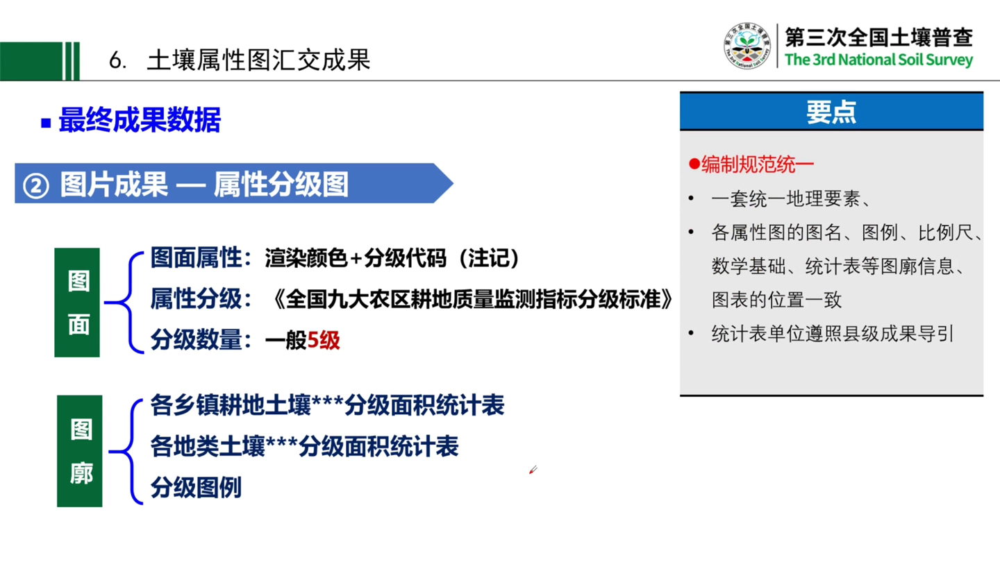 6. 土壤属性图汇交成果
第三次全国土壤普查
The 3rd National Soil Survey
最终成果数据
② 图片成果 — 属性分级图
图面
图面属性：渲染颜色+分级代码（注记）
属性分级：《全国九大农区耕地质量监测指标分级标准》
分级数量：一般5级
图廓
各乡镇耕地土壤***分级面积统计表
各地类土壤***分级面积统计表
分级图例
要点
●编制规范统一
• 一套统一地理要素、
• 各属性图的图名、图例、比例尺、
数学基础、统计表等图廓信息、
图表的位置一致
• 统计表单位遵照县级成果导引